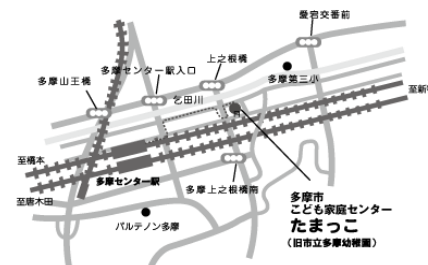 愛宕交番前
上之根橋
多摩センター駅入口
多摩第三小
多摩山王橋
乞田川
至新宿
至橋本
多摩センター駅
至唐木田
多摩上之根橋南
パルテノン多摩
多摩市
こども家庭センター
たまっこ
（旧市立多摩幼稚園）